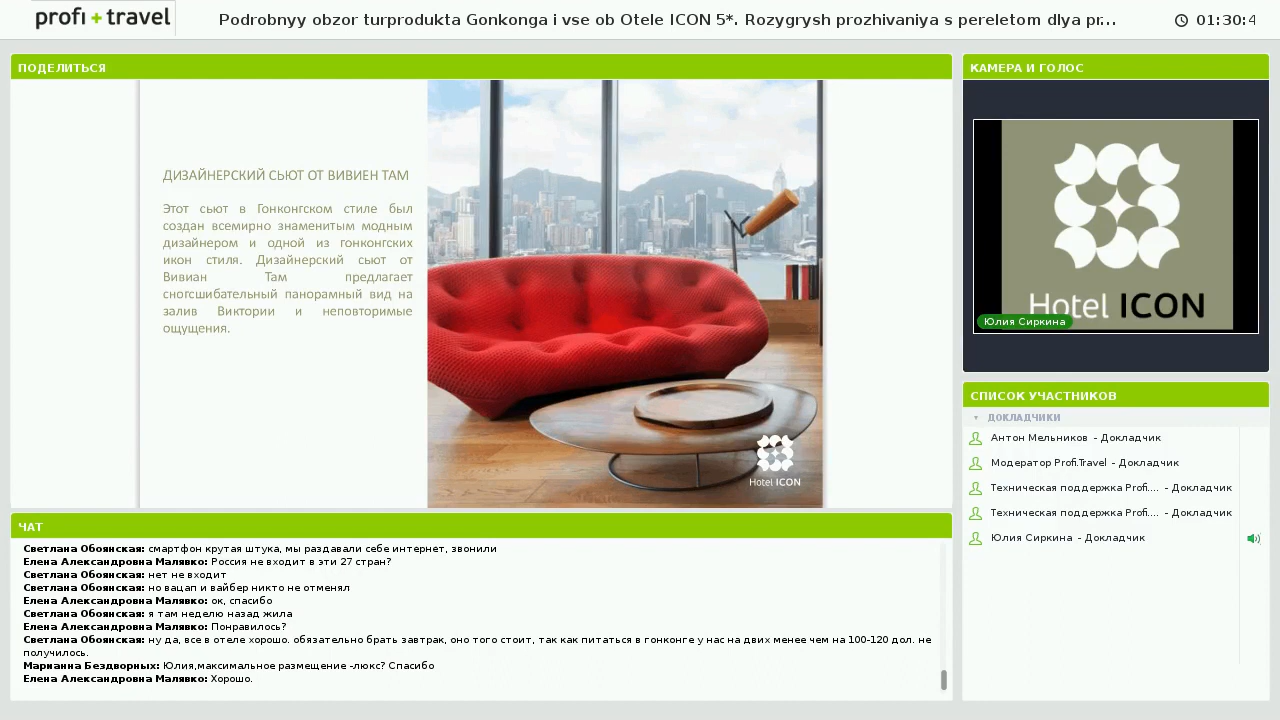 profi + travel
Podrobnyy obzor turprodukta Gonkonga i vse ob Otele ICON 5*. Rozygrysh prozhivaniya s pereletom dlya pr...
01:30:4
ПОДЕЛИТЬСЯ
ДИЗАЙНЕРСКИЙ СЬЮТ ОТ ВИВИЕН ТАМ
Этот сьют в Гонконгском стиле был
создан всемирно знаменитым модным
дизайнером и одной из гонконгских
икон стиля. Дизайнерский сьют от
Вивиан Там предлагает
сногсшибательный панорамный вид на
залив Виктории и неповторимые
ощущения.
Hotel ICON
ЧАТ
Светлана Обоянская: смартфон крутая штука, мы раздавали себе интернет, звонили
Елена Александровна Малявко: Россия не входит в эти 27 стран?
Светлана Обоянская: нет не входит
Светлана Обоянская: но вацап и вайбер никто не отменял
Елена Александровна Малявко: ок, спасибо
Светлана Обоянская: я там неделю назад жила
Елена Александровна Малявко: Понравилось?
Светлана Обоянская: ну да, все в отеле хорошо. обязательно брать завтрак, оно того стоит, так как питаться в гонконге у нас на двих менее чем на 100-120 дол. не
получилось.
Марианна Бездворных: Юлия,максимальное размещение -люкс? Спасибо
Елена Александровна Малявко: Хорошо.
КАМЕРА И ГОЛОС
Hotel ICON
Юлия Сиркина
СПИСОК УЧАСТНИКОВ
ДОКЛАДЧИКИ
Антон Мельников - Докладчик
Модератор Profi.Travel - Докладчик
Техническая поддержка Profi.... - Докладчик
Техническая поддержка Profi.... - Докладчик
Юлия Сиркина - Докладчик